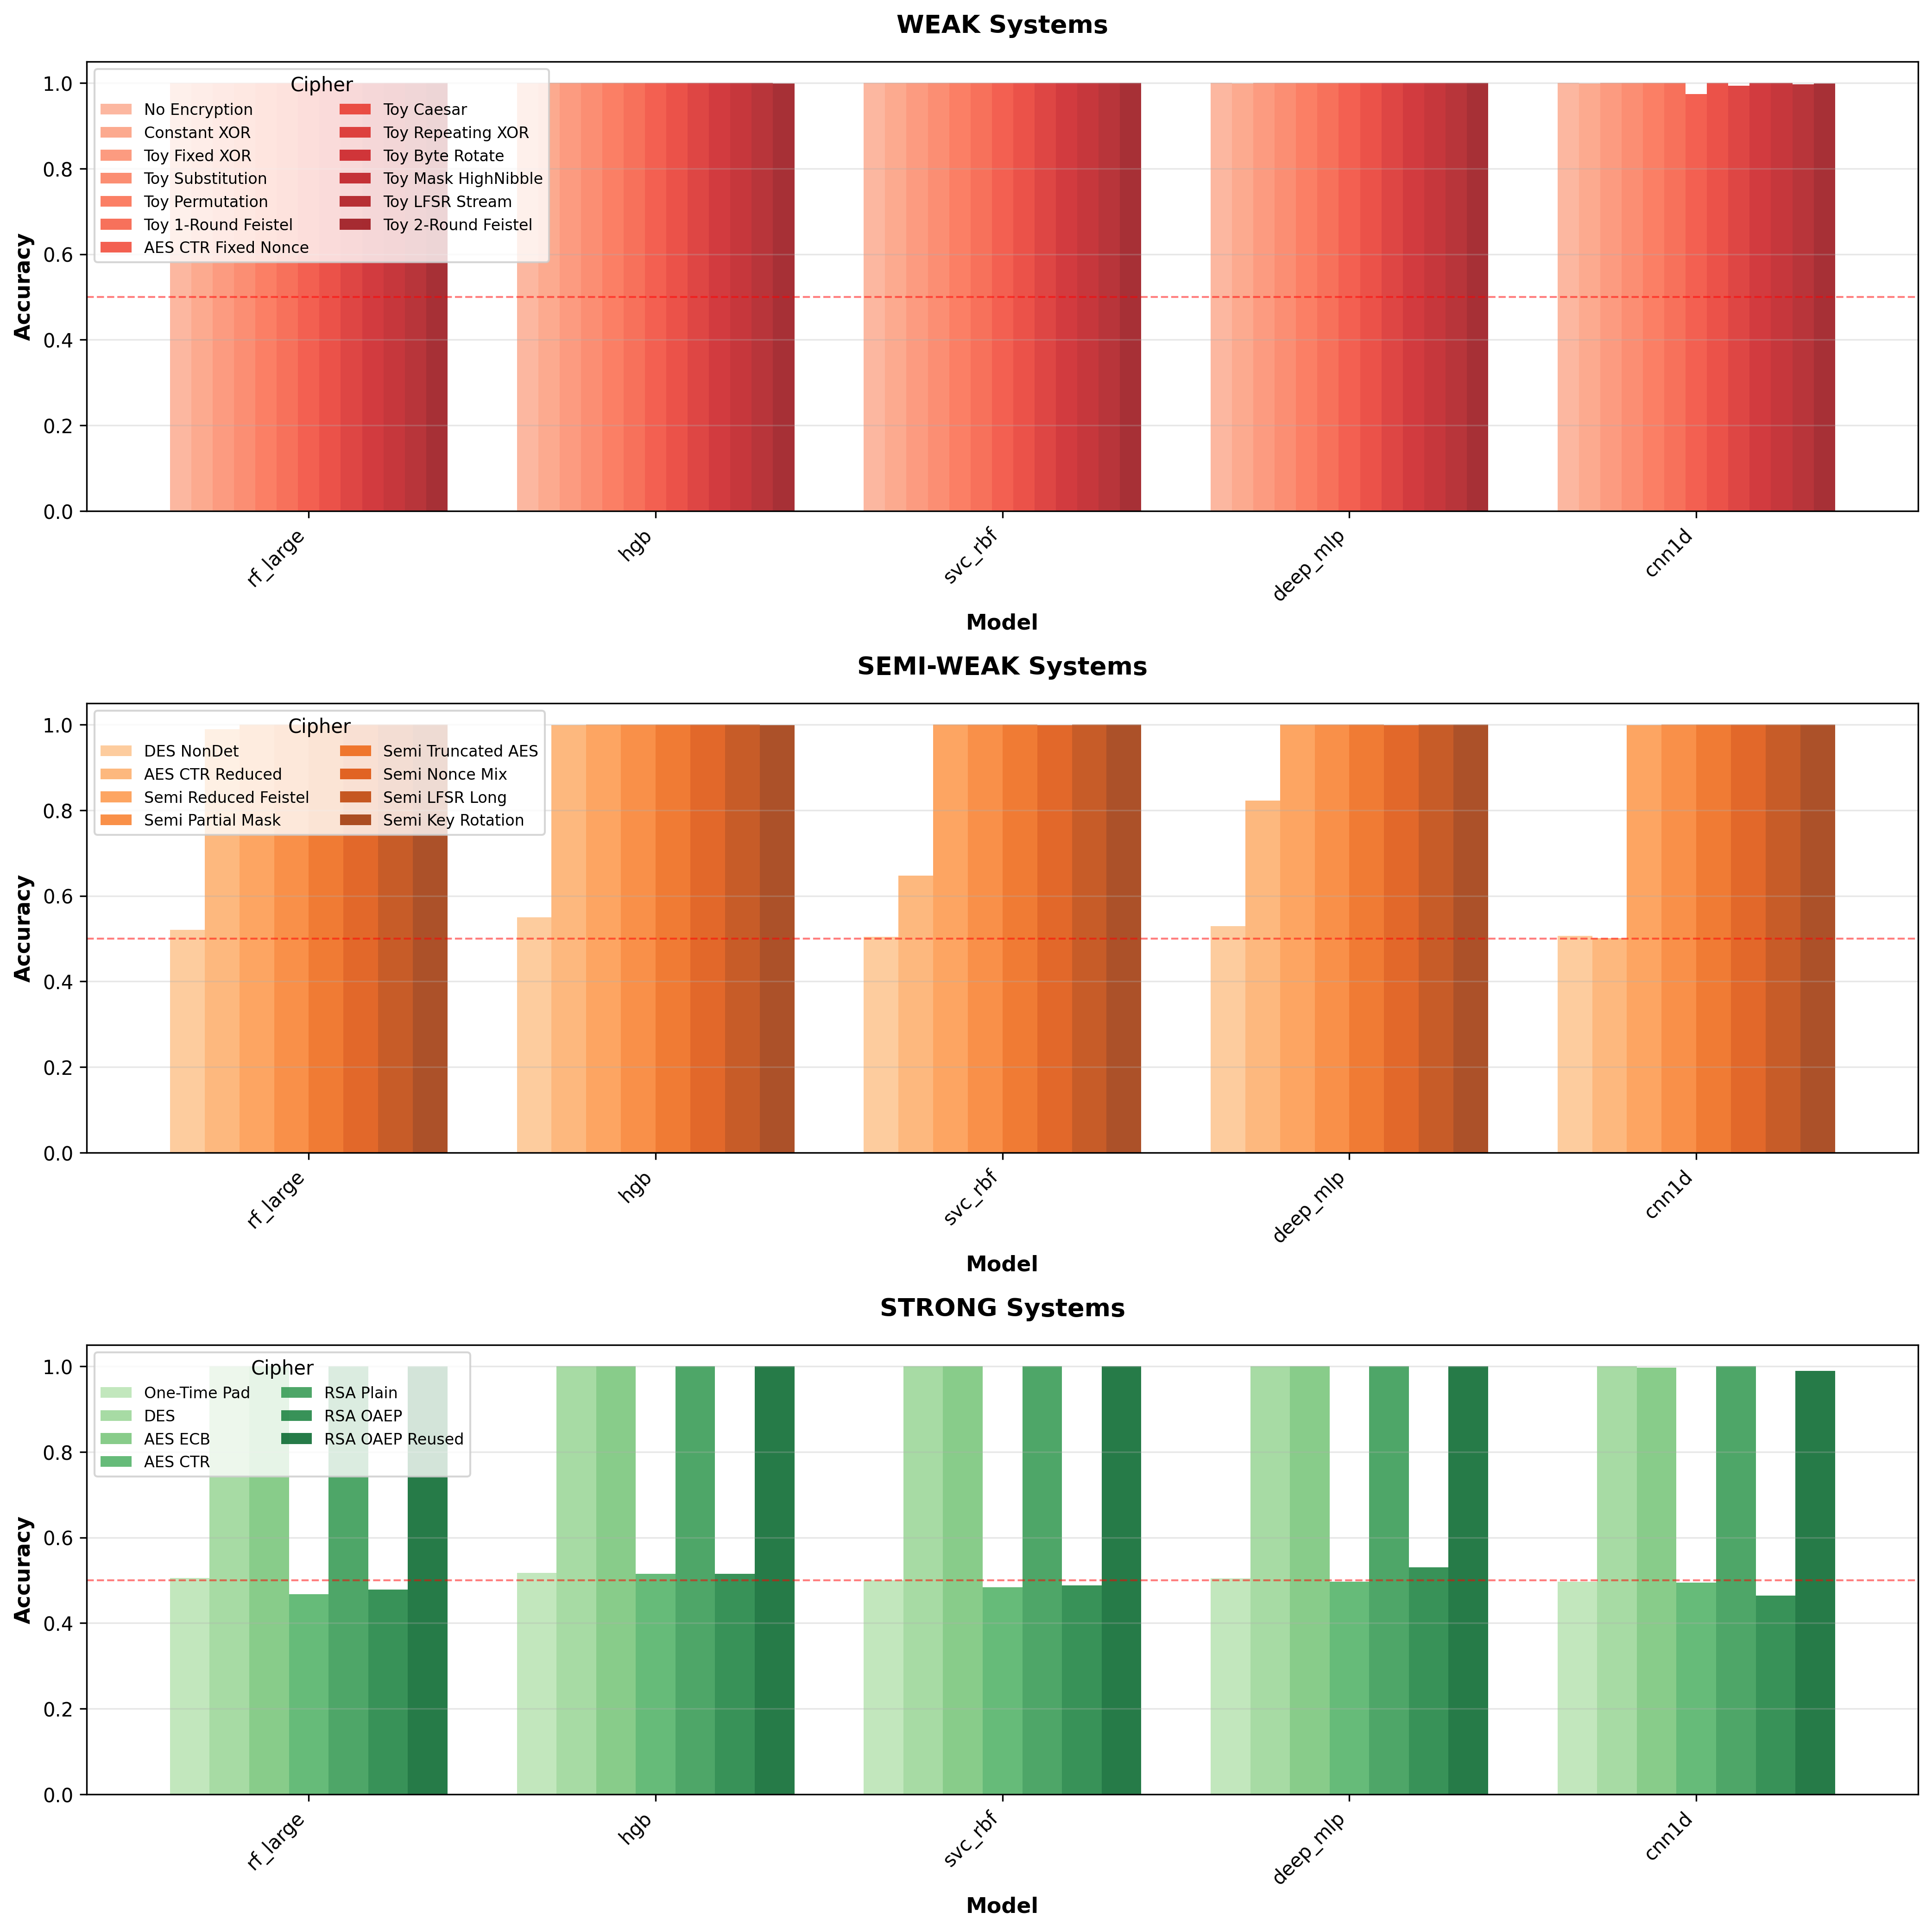 WEAK Systems
Cipher
No Encryption
Constant XOR
Toy Fixed XOR
Toy Substitution
Toy Permutation
Toy 1-Round Feistel
AES CTR Fixed Nonce
Toy Caesar
Toy Repeating XOR
Toy Byte Rotate
Toy Mask HighNibble
Toy LFSR Stream
Toy 2-Round Feistel
Accuracy
1.0
0.8
0.6
0.4
0.2
0.0
rf_large
hgb
svc_rbf
deep_mlp
cnn1d
Model
SEMI-WEAK Systems
Cipher
DES NonDet
AES CTR Reduced
Semi Reduced Feistel
Semi Partial Mask
Semi Truncated AES
Semi Nonce Mix
Semi LFSR Long
Semi Key Rotation
Accuracy
1.0
0.8
0.6
0.4
0.2
0.0
rf_large
hgb
svc_rbf
deep_mlp
cnn1d
Model
STRONG Systems
Cipher
One-Time Pad
DES
AES ECB
AES CTR
RSA Plain
RSA OAEP
RSA OAEP Reused
Accuracy
1.0
0.8
0.6
0.4
0.2
0.0
rf_large
hgb
svc_rbf
deep_mlp
cnn1d
Model